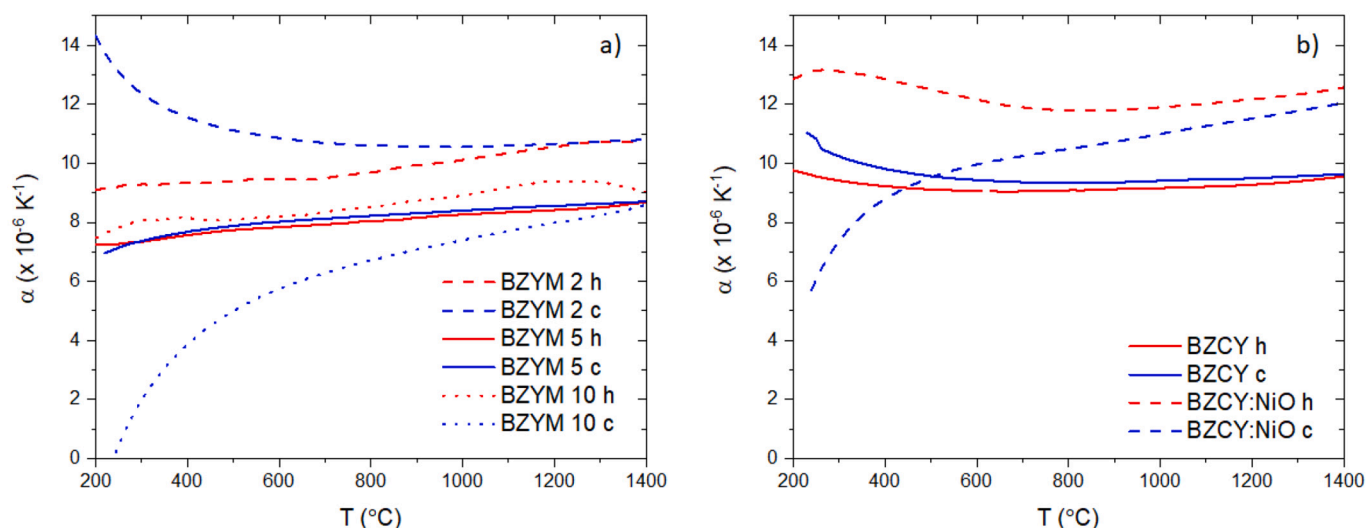 a)
α (x 10⁻⁶ K⁻¹)
14
12
10
8
6
4
2
0
BZYM 2 h
BZYM 2 c
BZYM 5 h
BZYM 5 c
BZYM 10 h
BZYM 10 c
200 400 600 800 1000 1200 1400
T (°C)
b)
α (x 10⁻⁶ K⁻¹)
14
12
10
8
6
4
2
0
BZCY h
BZCY c
BZCY:NiO h
BZCY:NiO c
200 400 600 800 1000 1200 1400
T (°C)